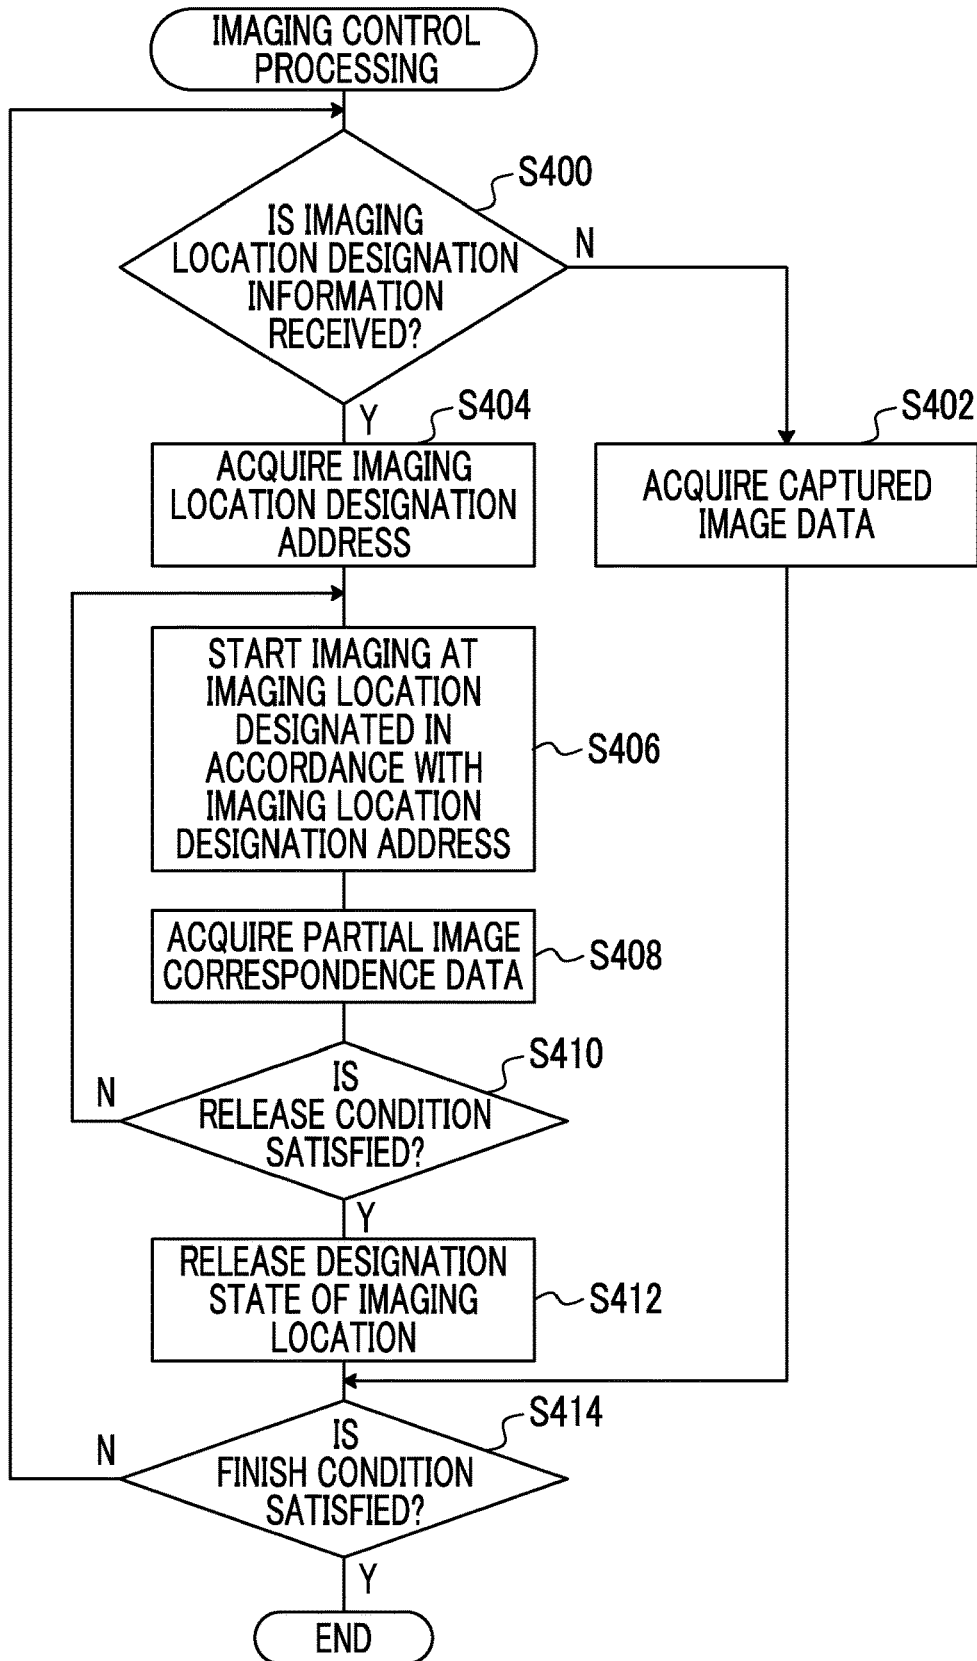 IMAGING CONTROL
PROCESSING
S400
IS IMAGING
LOCATION DESIGNATION
INFORMATION
RECEIVED?
N
Y
S404
S402
ACQUIRE IMAGING
LOCATION DESIGNATION
ADDRESS
ACQUIRE CAPTURED
IMAGE DATA
START IMAGING AT
IMAGING LOCATION
DESIGNATED IN
ACCORDANCE WITH
IMAGING LOCATION
DESIGNATION ADDRESS
S406
ACQUIRE PARTIAL IMAGE
CORRESPONDENCE DATA
S408
S410
N
IS
RELEASE CONDITION
SATISFIED?
Y
RELEASE DESIGNATION
STATE OF IMAGING
LOCATION
S412
S414
N
IS
FINISH CONDITION
SATISFIED?
Y
END